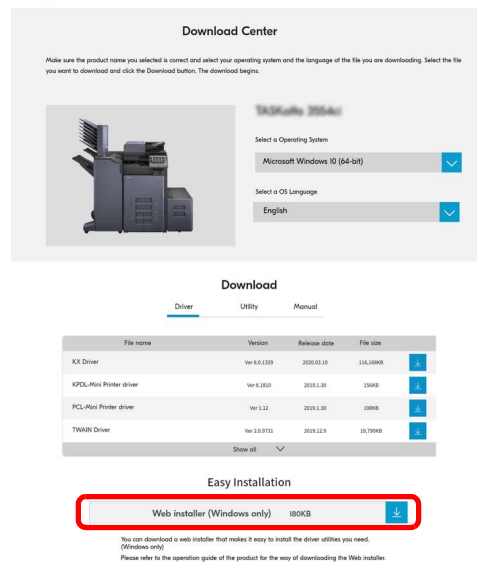 Download Center
Make sure the product name you selected is correct and select your operating system and the language of the file you are downloading. Select the file
you want to download and click the Download button. The download begins.
Select a Operating System
Microsoft Windows 10 (64-bit)
Select a OS Language
English
Download
Driver Utility Manual
File name Version Release date File size
KX Driver Ver 8.0.1329 2020.03.10 116,168KB
KPDL-Mini Printer driver Ver 8.1810 2019.1.30 156KB
PCL-Mini Printer driver Ver 1.12 2019.1.30 108KB
TWAIN Driver Ver 2.0.9731 2019.12.9 19,790KB
Show all
Easy Installation
Web installer (Windows only) 180KB
You can download a web installer that makes it easy to install the driver utilities you need.
(Windows only)
Please refer to the operation guide of the product for the way of downloading the Web installer.